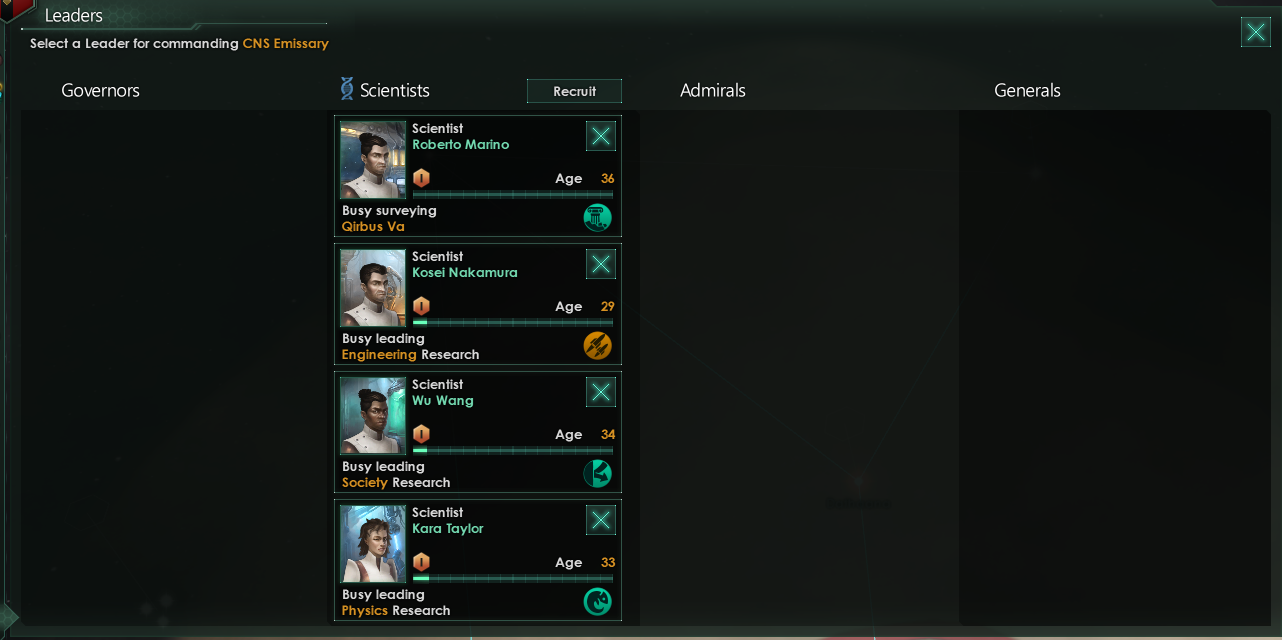 Leaders
Select a Leader for commanding CNS Emissary
Governors
Scientists
Recruit
Admirals
Generals
Scientist
Roberto Marino
Age 36
Busy surveying
Qirbus Va
Scientist
Kosei Nakamura
Age 29
Busy leading
Engineering Research
Scientist
Wu Wang
Age 34
Busy leading
Society Research
Scientist
Kara Taylor
Age 33
Busy leading
Physics Research